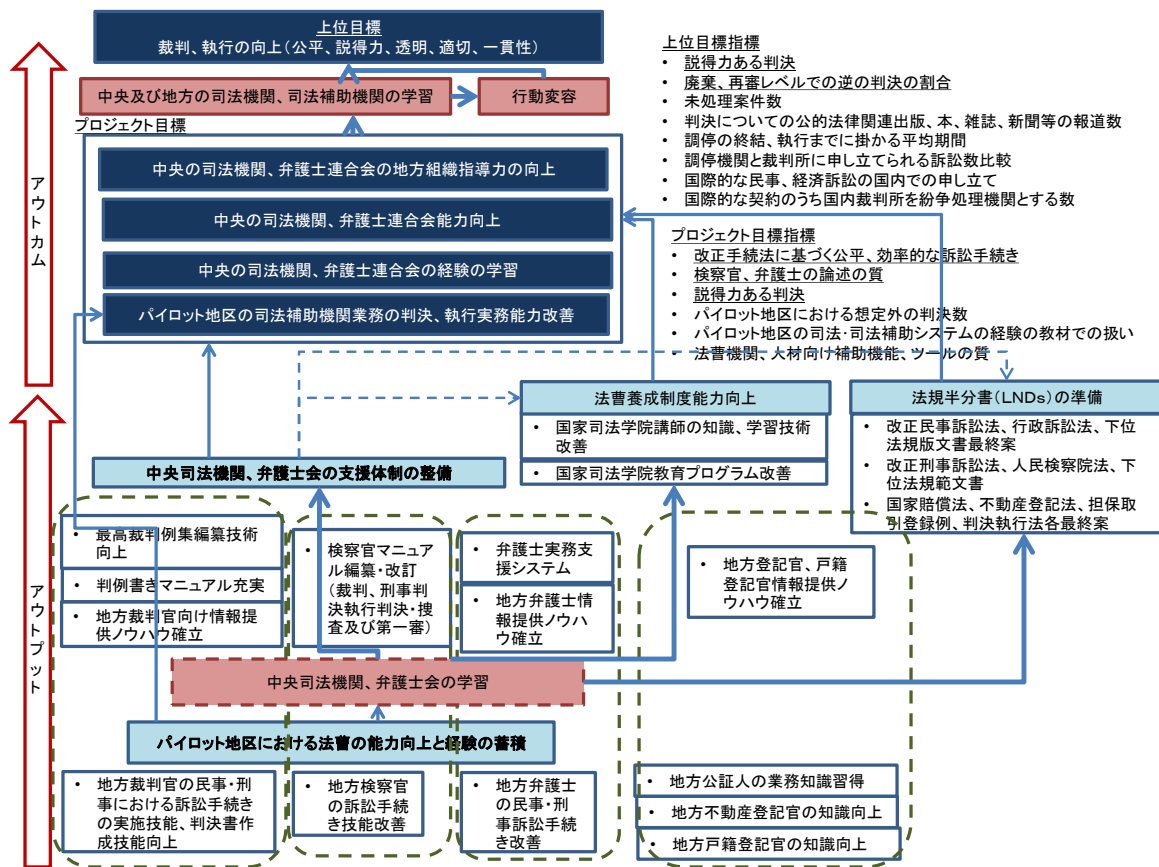 上位目標
裁判、執行の向上(公平、説得力、透明、適切、一貫性)
中央及び地方の司法機関、司法補助機関の学習
行動変容
プロジェクト目標
中央の司法機関、弁護士連合会の地方組織指導力の向上
中央の司法機関、弁護士連合会能力向上
中央の司法機関、弁護士連合会の経験の学習
パイロット地区の司法補助機関業務の判決、執行実務能力改善
アウトカム
上位目標指標
• 説得力ある判決
• 廃棄、再審レベルでの逆の判決の割合
• 未処理案件数
• 判決についての公的法律関連出版、本、雑誌、新聞等の報道数
• 調停の終結、執行までに掛かる平均期間
• 調停機関と裁判所に申し立てられる訴訟数比較
• 国際的な民事、経済訴訟の国内での申し立て
• 国際的な契約のうち国内裁判所を紛争処理機関とする数
プロジェクト目標指標
• 改正手続法に基づく公平、効率的な訴訟手続き
• 検察官、弁護士の論述の質
• 説得力ある判決
• パイロット地区における想定外の判決数
• パイロット地区の司法・司法補助システムの経験の教材での扱い
• 法曹機関、人材向け補助機能、ツールの質
アウトプット
法曹養成制度能力向上
• 国家司法学院講師の知識、学習技術
改善
• 国家司法学院教育プログラム改善
法規半分書(LNDs)の準備
• 改正民事訴訟法、行政訴訟法、下位
法規版文書最終案
• 改正刑事訴訟法、人民検察院法、下
位法規範文書
• 国家賠償法、不動産登記法、担保取
引登録例、判決執行法各最終案
中央司法機関、弁護士会の支援体制の整備
• 最高裁判例集編纂技術
向上
• 判例書きマニュアル充実
• 地方裁判官向け情報提
供ノウハウ確立
• 検察官マニュ
アル編纂・改訂
(裁判、刑事判
決執行判決・捜
査及び第一審)
• 弁護士実務支
援システム
• 地方弁護士情
報提供ノウハ
ウ確立
• 地方登記官、戸籍
登記官情報提供ノ
ウハウ確立
中央司法機関、弁護士会の学習
パイロット地区における法曹の能力向上と経験の蓄積
• 地方裁判官の民事・刑
事における訴訟手続き
の実施技能、判決書作
成技能向上
• 地方検察官
の訴訟手続
き技能改善
• 地方弁護士
の民事・刑
事訴訟手続
き改善
• 地方公証人の業務知識習得
• 地方不動産登記官の知識向上
• 地方戸籍登記官の知識向上